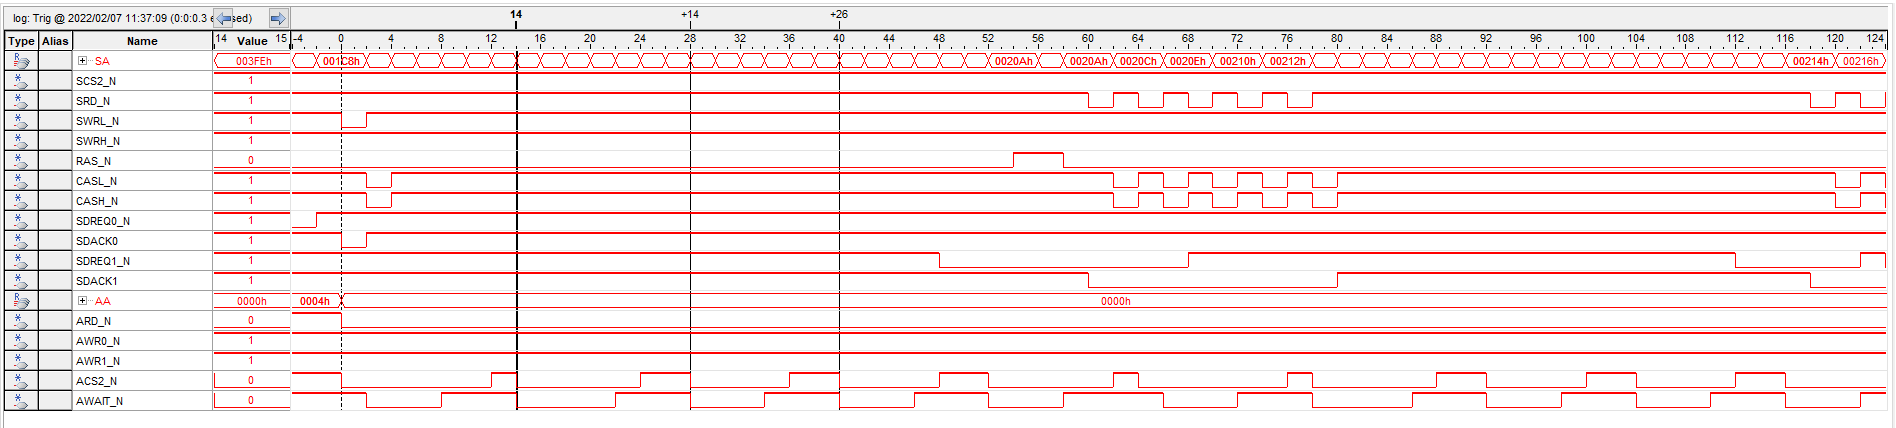 log: Trig @ 2022/02/07 11:37:09 (0:0:0.3 e sed) 14 +14 +26
Type Alias Name 14 Value 15 -4 0 4 8 12 16 20 24 28 32 36 40 44 48 52 56 60 64 68 72 76 80 84 88 92 96 100 104 108 112 116 120 124
SA 003FEh 001C8h 0020Ah 0020Ah 0020Ch 0020Eh 00210h 00212h 00214h 00216h
SCS2_N 1
SRD_N 1
SWRL_N 1
SWRH_N 1
RAS_N 0
CASL_N 1
CASH_N 1
SDREQ0_N 1
SDACK0 1
SDREQ1_N 1
SDACK1 1
AA 0000h 0004h 0000h
ARD_N 0
AWR0_N 1
AWR1_N 1
ACS2_N 0
AWAIT_N 0